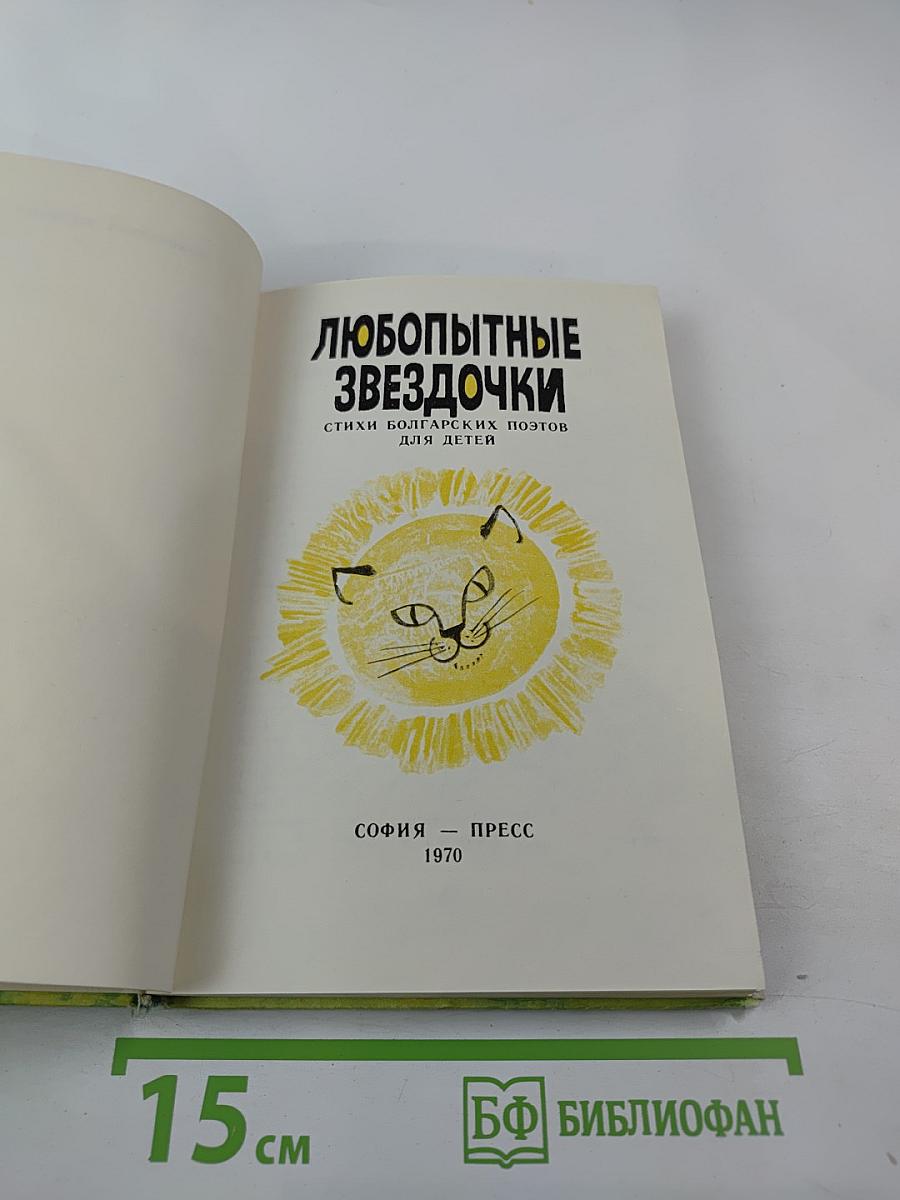 ЛЮБОПЫТНЫЕ
ЗВЕЗДОЧКИ
СТИХИ БОЛГАРСКИХ ПОЭТОВ
ДЛЯ ДЕТЕЙ
СОФИЯ — ПРЕСС
1970
15 см
БФ БИБЛИОФАН